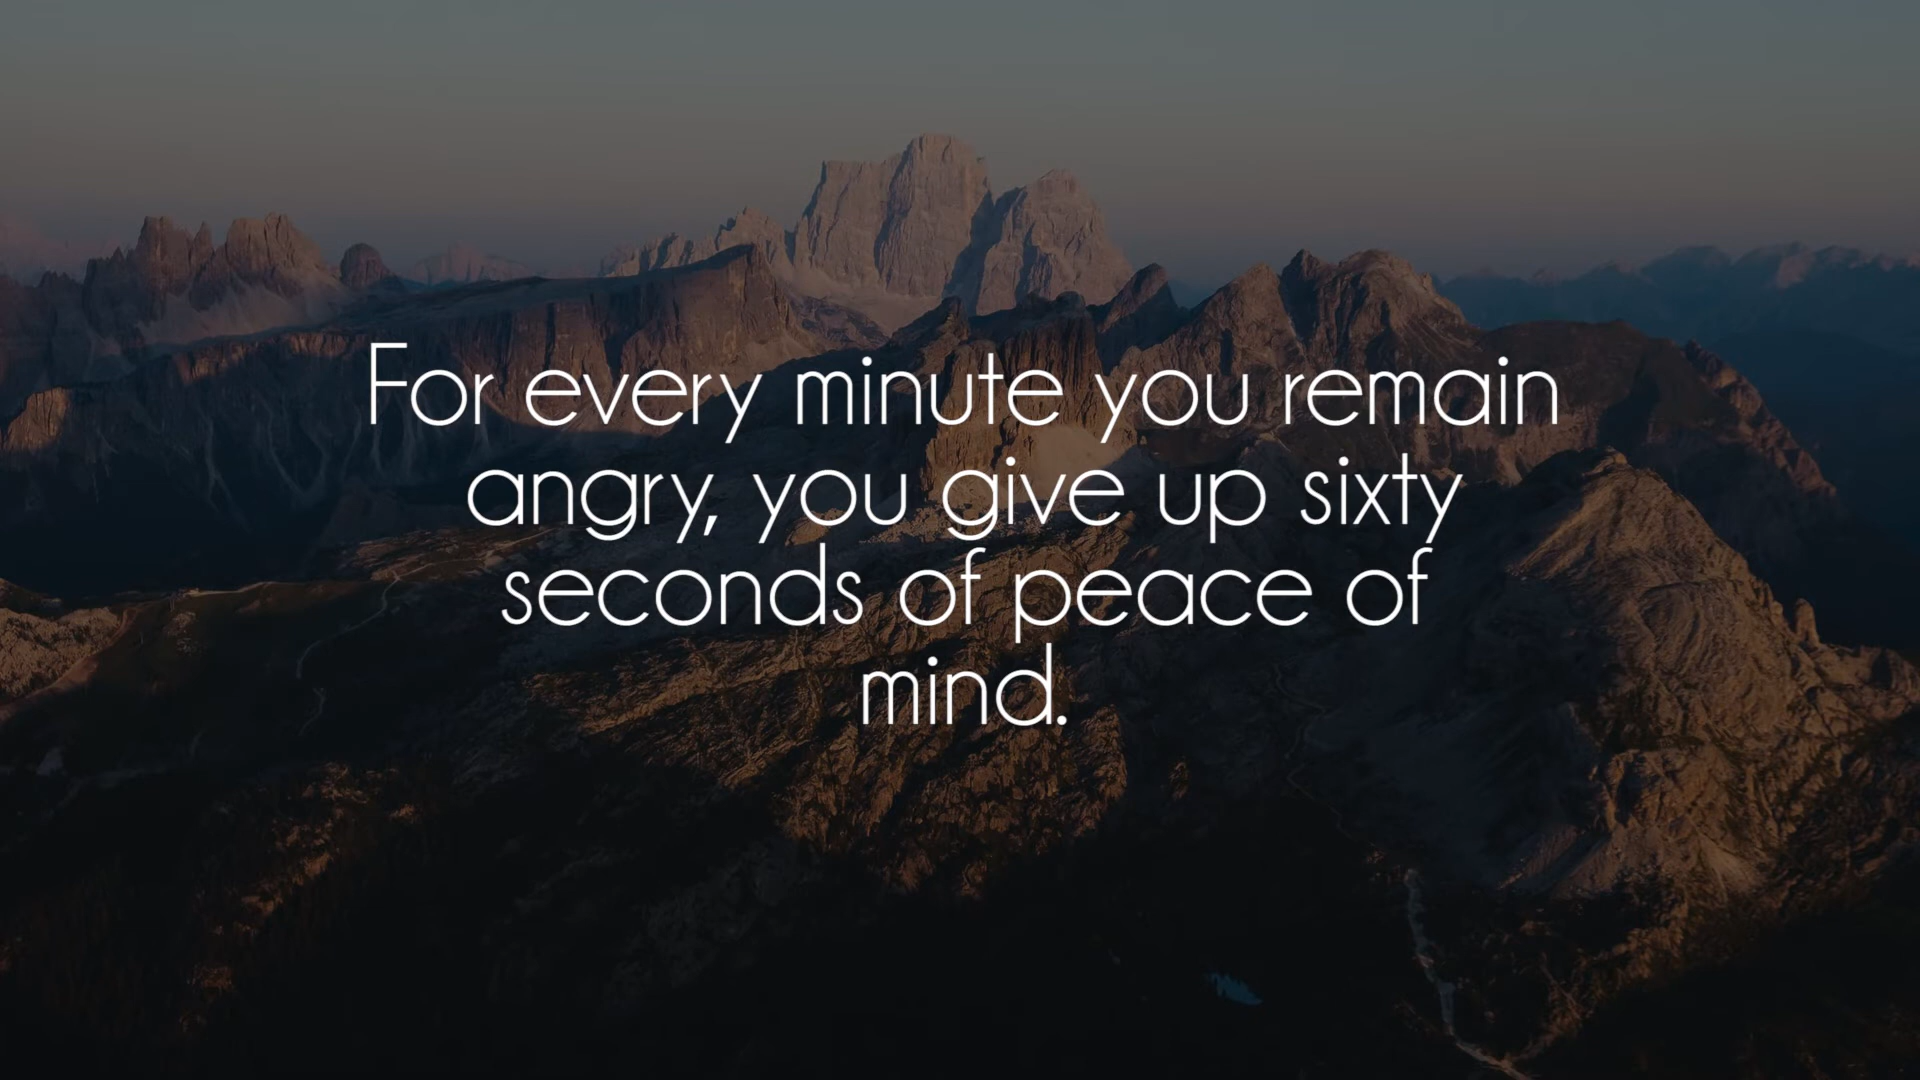 For every minute you remain
angry, you give up sixty
seconds of peace of
mind.